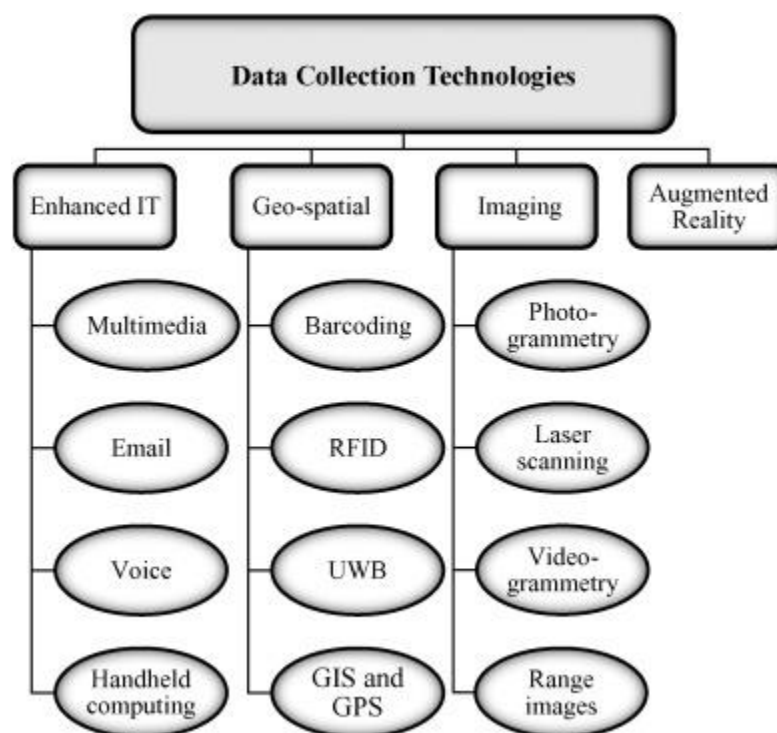 Data Collection Technologies
Enhanced IT
Geo-spatial
Imaging
Augmented
Reality
Multimedia
Barcoding
Photo-
grammetry
Email
RFID
Laser
scanning
Voice
UWB
Video-
grammetry
Handheld
computing
GIS and
GPS
Range
images